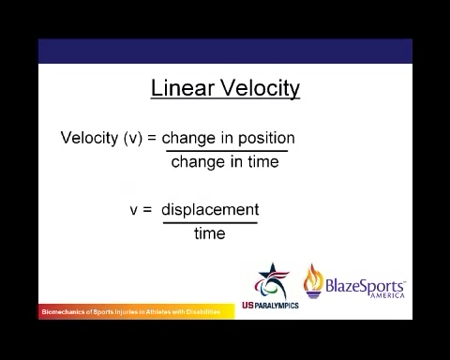 Linear Velocity
Velocity (v) = change in position
change in time
v = displacement
time
US PARALYMPICS
BlazeSports
AMERICA
Biomechanics of Sports Injuries in Athletes with Disabilities